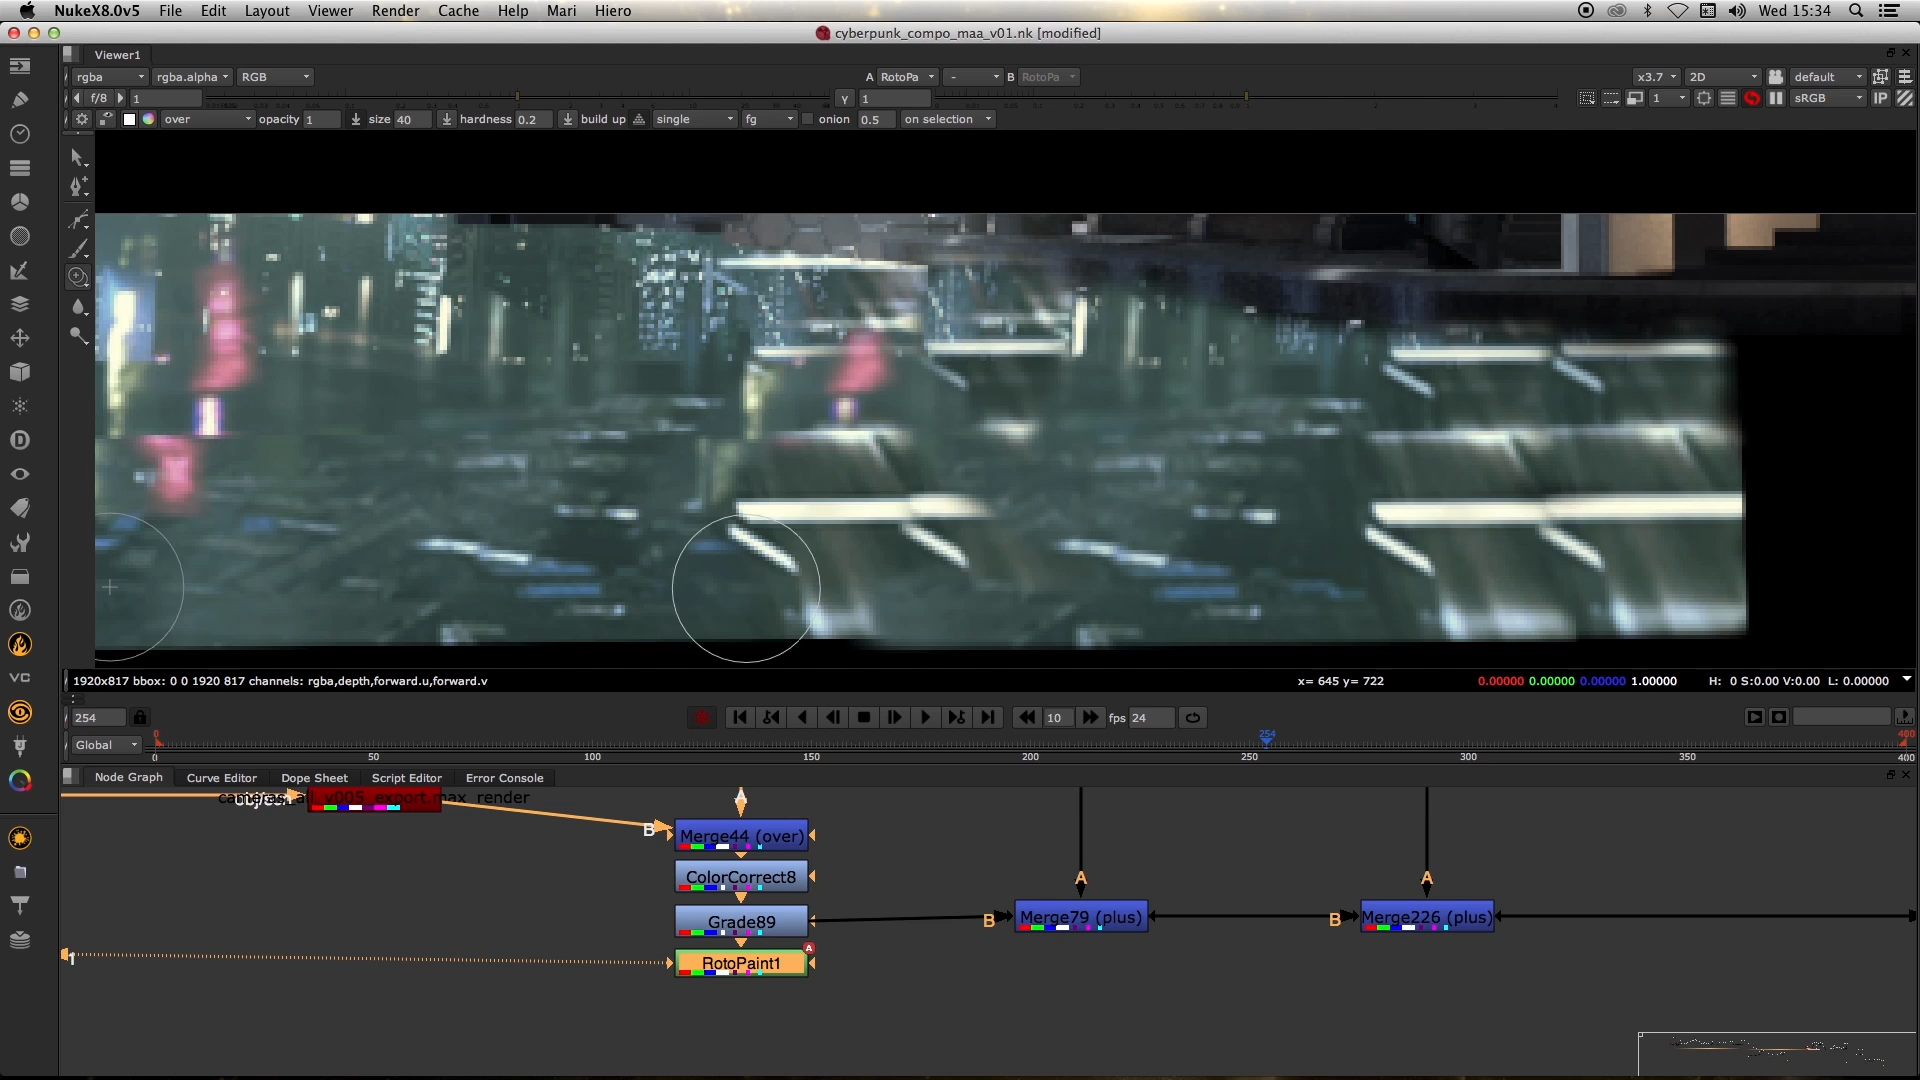 NukeX8.0v5 File Edit Layout Viewer Render Cache Help Mari Hiero Wed 15:34
cyberpunk_compo_maa_v01.nk [modified]
Viewer1
rgba rgba.alpha RGB A RotoPa - B RotoPa x3.7 2D default
f/8 1 Y 1 1 sRGB IP
over opacity 1 size 40 hardness 0.2 build up single fg onion 0.5 on selection
1920x817 bbox: 0 0 1920 817 channels: rgba,depth,forward.u,forward.v x= 645 y= 722 0.00000 0.00000 0.00000 1.00000 H: 0 S:0.00 V:0.00 L: 0.00000
254 10 fps 24
Global 0 254 400
0 50 100 150 200 250 300 350 400
Node Graph Curve Editor Dope Sheet Script Editor Error Console
B Merge44 (over)
A
ColorCorrect8
A A
Grade89 B Merge79 (plus) B Merge226 (plus)
1 RotoPaint1 A
D
VC